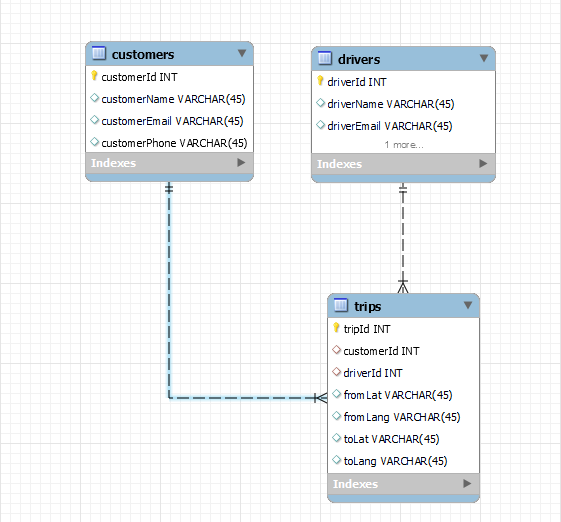 customers
customerId INT
customerName VARCHAR(45)
customerEmail VARCHAR(45)
customerPhone VARCHAR(45)
Indexes
drivers
driverId INT
driverName VARCHAR(45)
driverEmail VARCHAR(45)
1 more...
Indexes
trips
tripId INT
customerId INT
driverId INT
fromLat VARCHAR(45)
fromLang VARCHAR(45)
toLat VARCHAR(45)
toLang VARCHAR(45)
Indexes